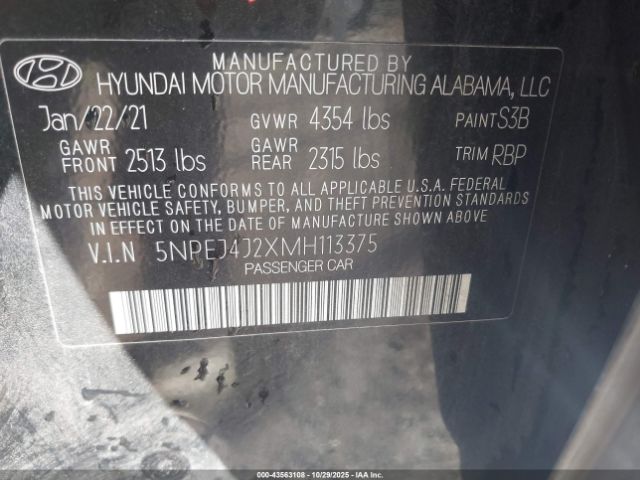 MANUFACTURED BY
HYUNDAI MOTOR MANUFACTURING ALABAMA, LLC
Jan/22/21 GVWR 4354 lbs PAINT S3B
GAWR FRONT 2513 lbs GAWR REAR 2315 lbs TRIM RBP
THIS VEHICLE CONFORMS TO ALL APPLICABLE U.S.A. FEDERAL
MOTOR VEHICLE SAFETY, BUMPER, AND THEFT PREVENTION STANDARDS
IN EFFECT ON THE DATE OF MANUFACTURE SHOWN ABOVE.
V.I.N 5NPEJ4J2XMH113375
PASSENGER CAR
000-43563108 - 10/29/2025 - © IAA, Inc.